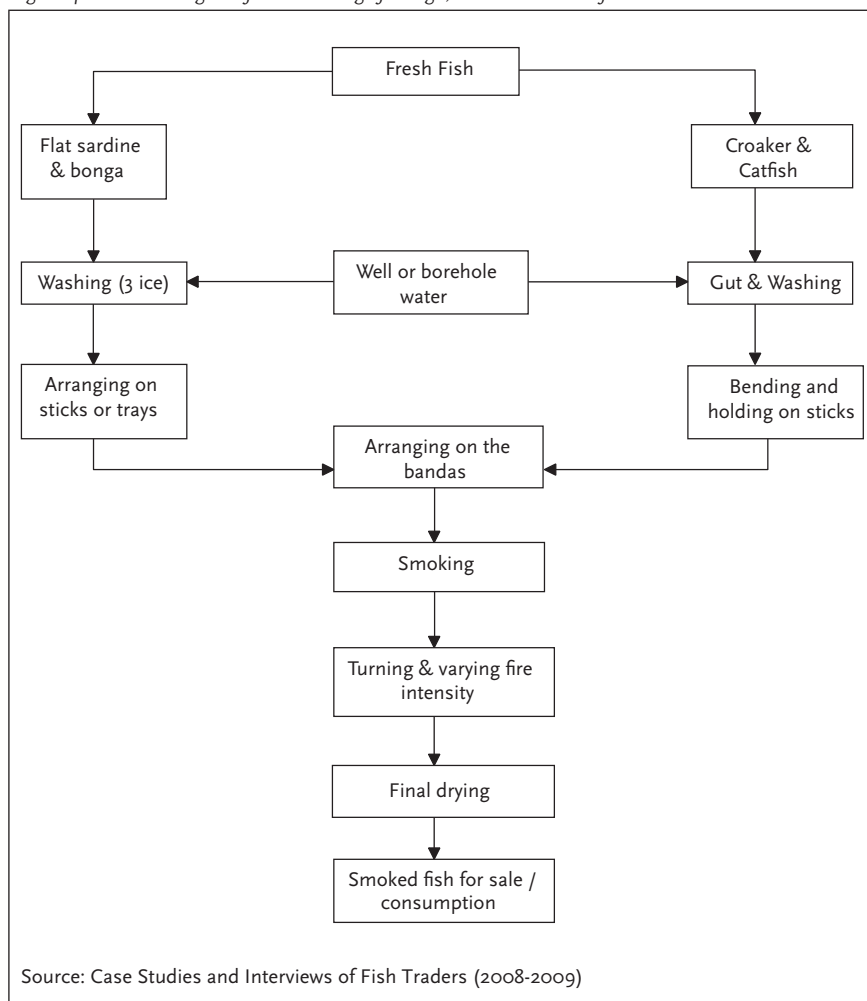 Fresh Fish
Flat sardine
& bonga
Croaker &
Catfish
Washing (3 ice)
Well or borehole
water
Gut & Washing
Arranging on
sticks or trays
Bending and
holding on sticks
Arranging on the
bandas
Smoking
Turning & varying fire
intensity
Final drying
Smoked fish for sale /
consumption
Source: Case Studies and Interviews of Fish Traders (2008-2009)